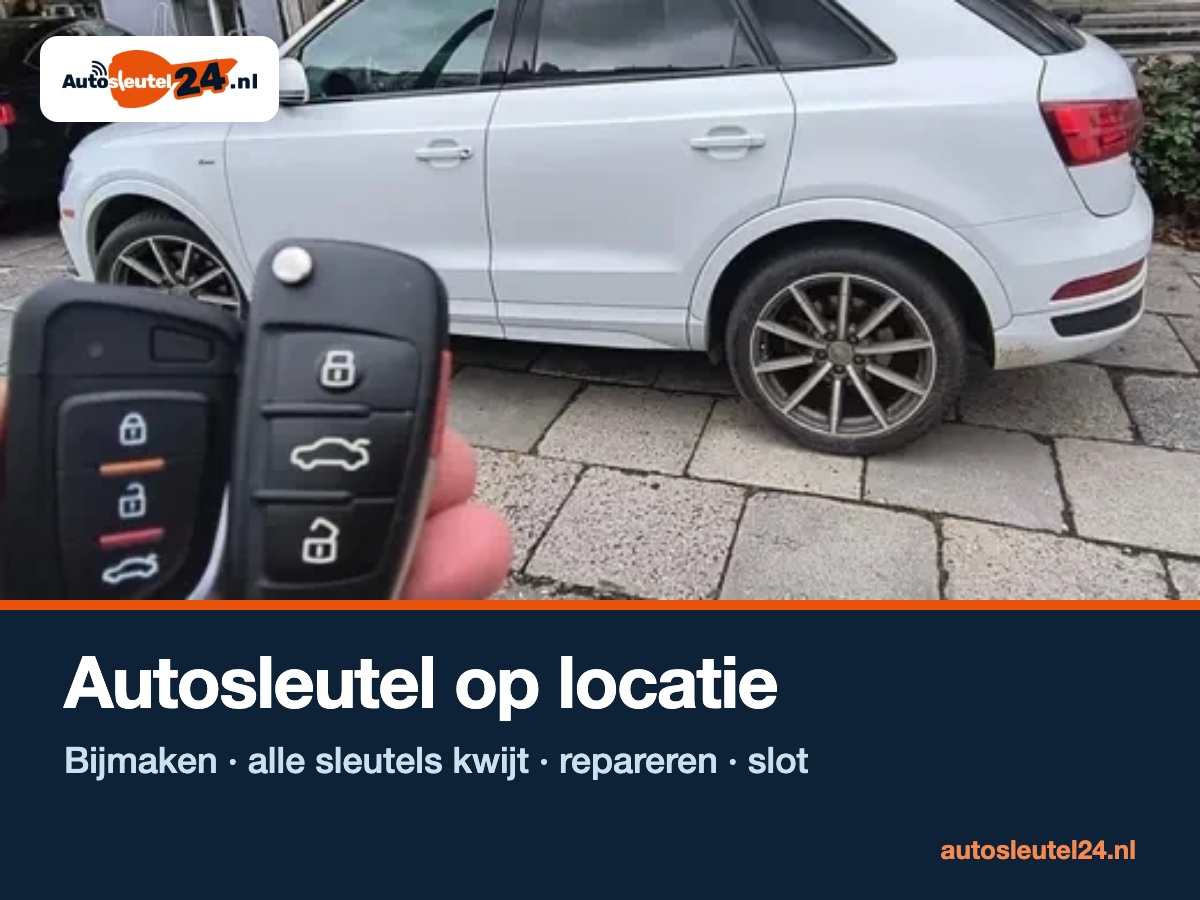 Autosleutel24.nl
Autosleutel op locatie
Bijmaken · alle sleutels kwijt · repareren · slot
autosleutel24.nl